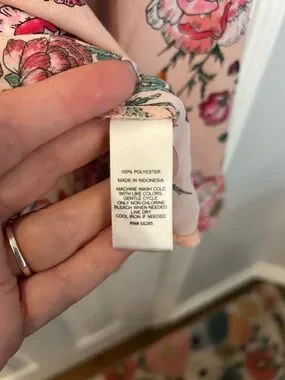 100% POLYESTER
MADE IN INDONESIA
MACHINE WASH COLD
WITH LIKE COLORS.
GENTLE CYCLE
ONLY NON-CHLORINE
BLEACH WHEN NEEDED.
LINE DRY
COOL IRON IF NEEDED
RN# 55285